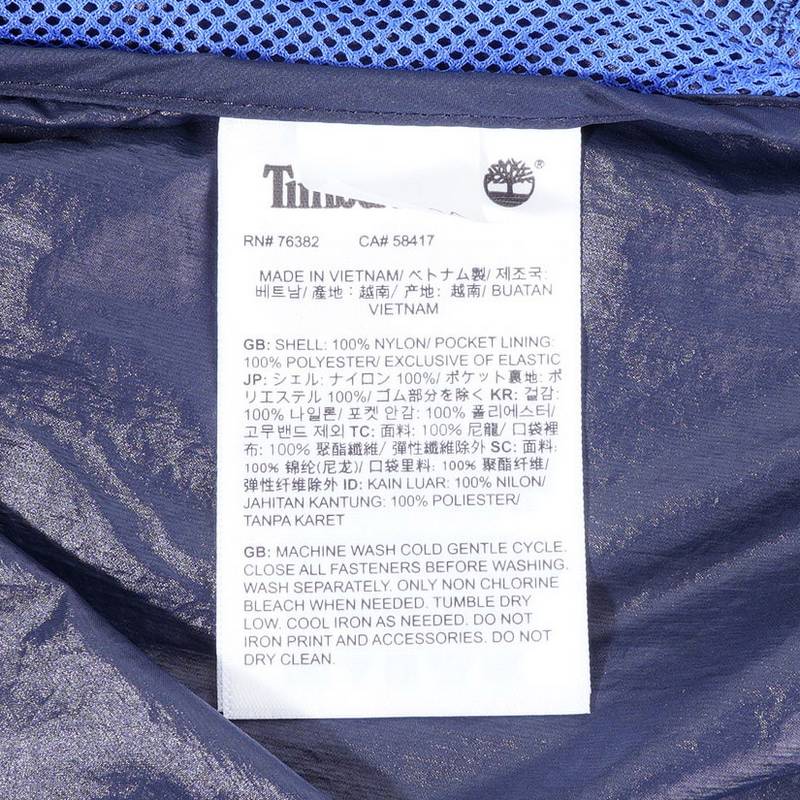 RN# 76382 CA# 58417
MADE IN VIETNAM/ ベトナム製/ 제조국:
베트남/ 產地：越南/ 产地：越南/ BUATAN
VIETNAM
GB: SHELL: 100% NYLON/ POCKET LINING:
100% POLYESTER/ EXCLUSIVE OF ELASTIC
JP: シェル: ナイロン 100%/ ポケット裏地: ポ
リエステル 100%/ ゴム部分を除く KR: 겉감:
100% 나일론/ 포켓 안감: 100% 폴리에스터/
고무밴드 제외 TC: 面料: 100% 尼龍/ 口袋裡
布: 100% 聚酯纖維/ 彈性纖維除外 SC: 面料:
100% 锦纶(尼龙)/ 口袋里料: 100% 聚酯纤维/
弹性纤维除外 ID: KAIN LUAR: 100% NILON/
JAHITAN KANTUNG: 100% POLIESTER/
TANPA KARET
GB: MACHINE WASH COLD GENTLE CYCLE.
CLOSE ALL FASTENERS BEFORE WASHING.
WASH SEPARATELY. ONLY NON CHLORINE
BLEACH WHEN NEEDED. TUMBLE DRY
LOW. COOL IRON AS NEEDED. DO NOT
IRON PRINT AND ACCESSORIES. DO NOT
DRY CLEAN.